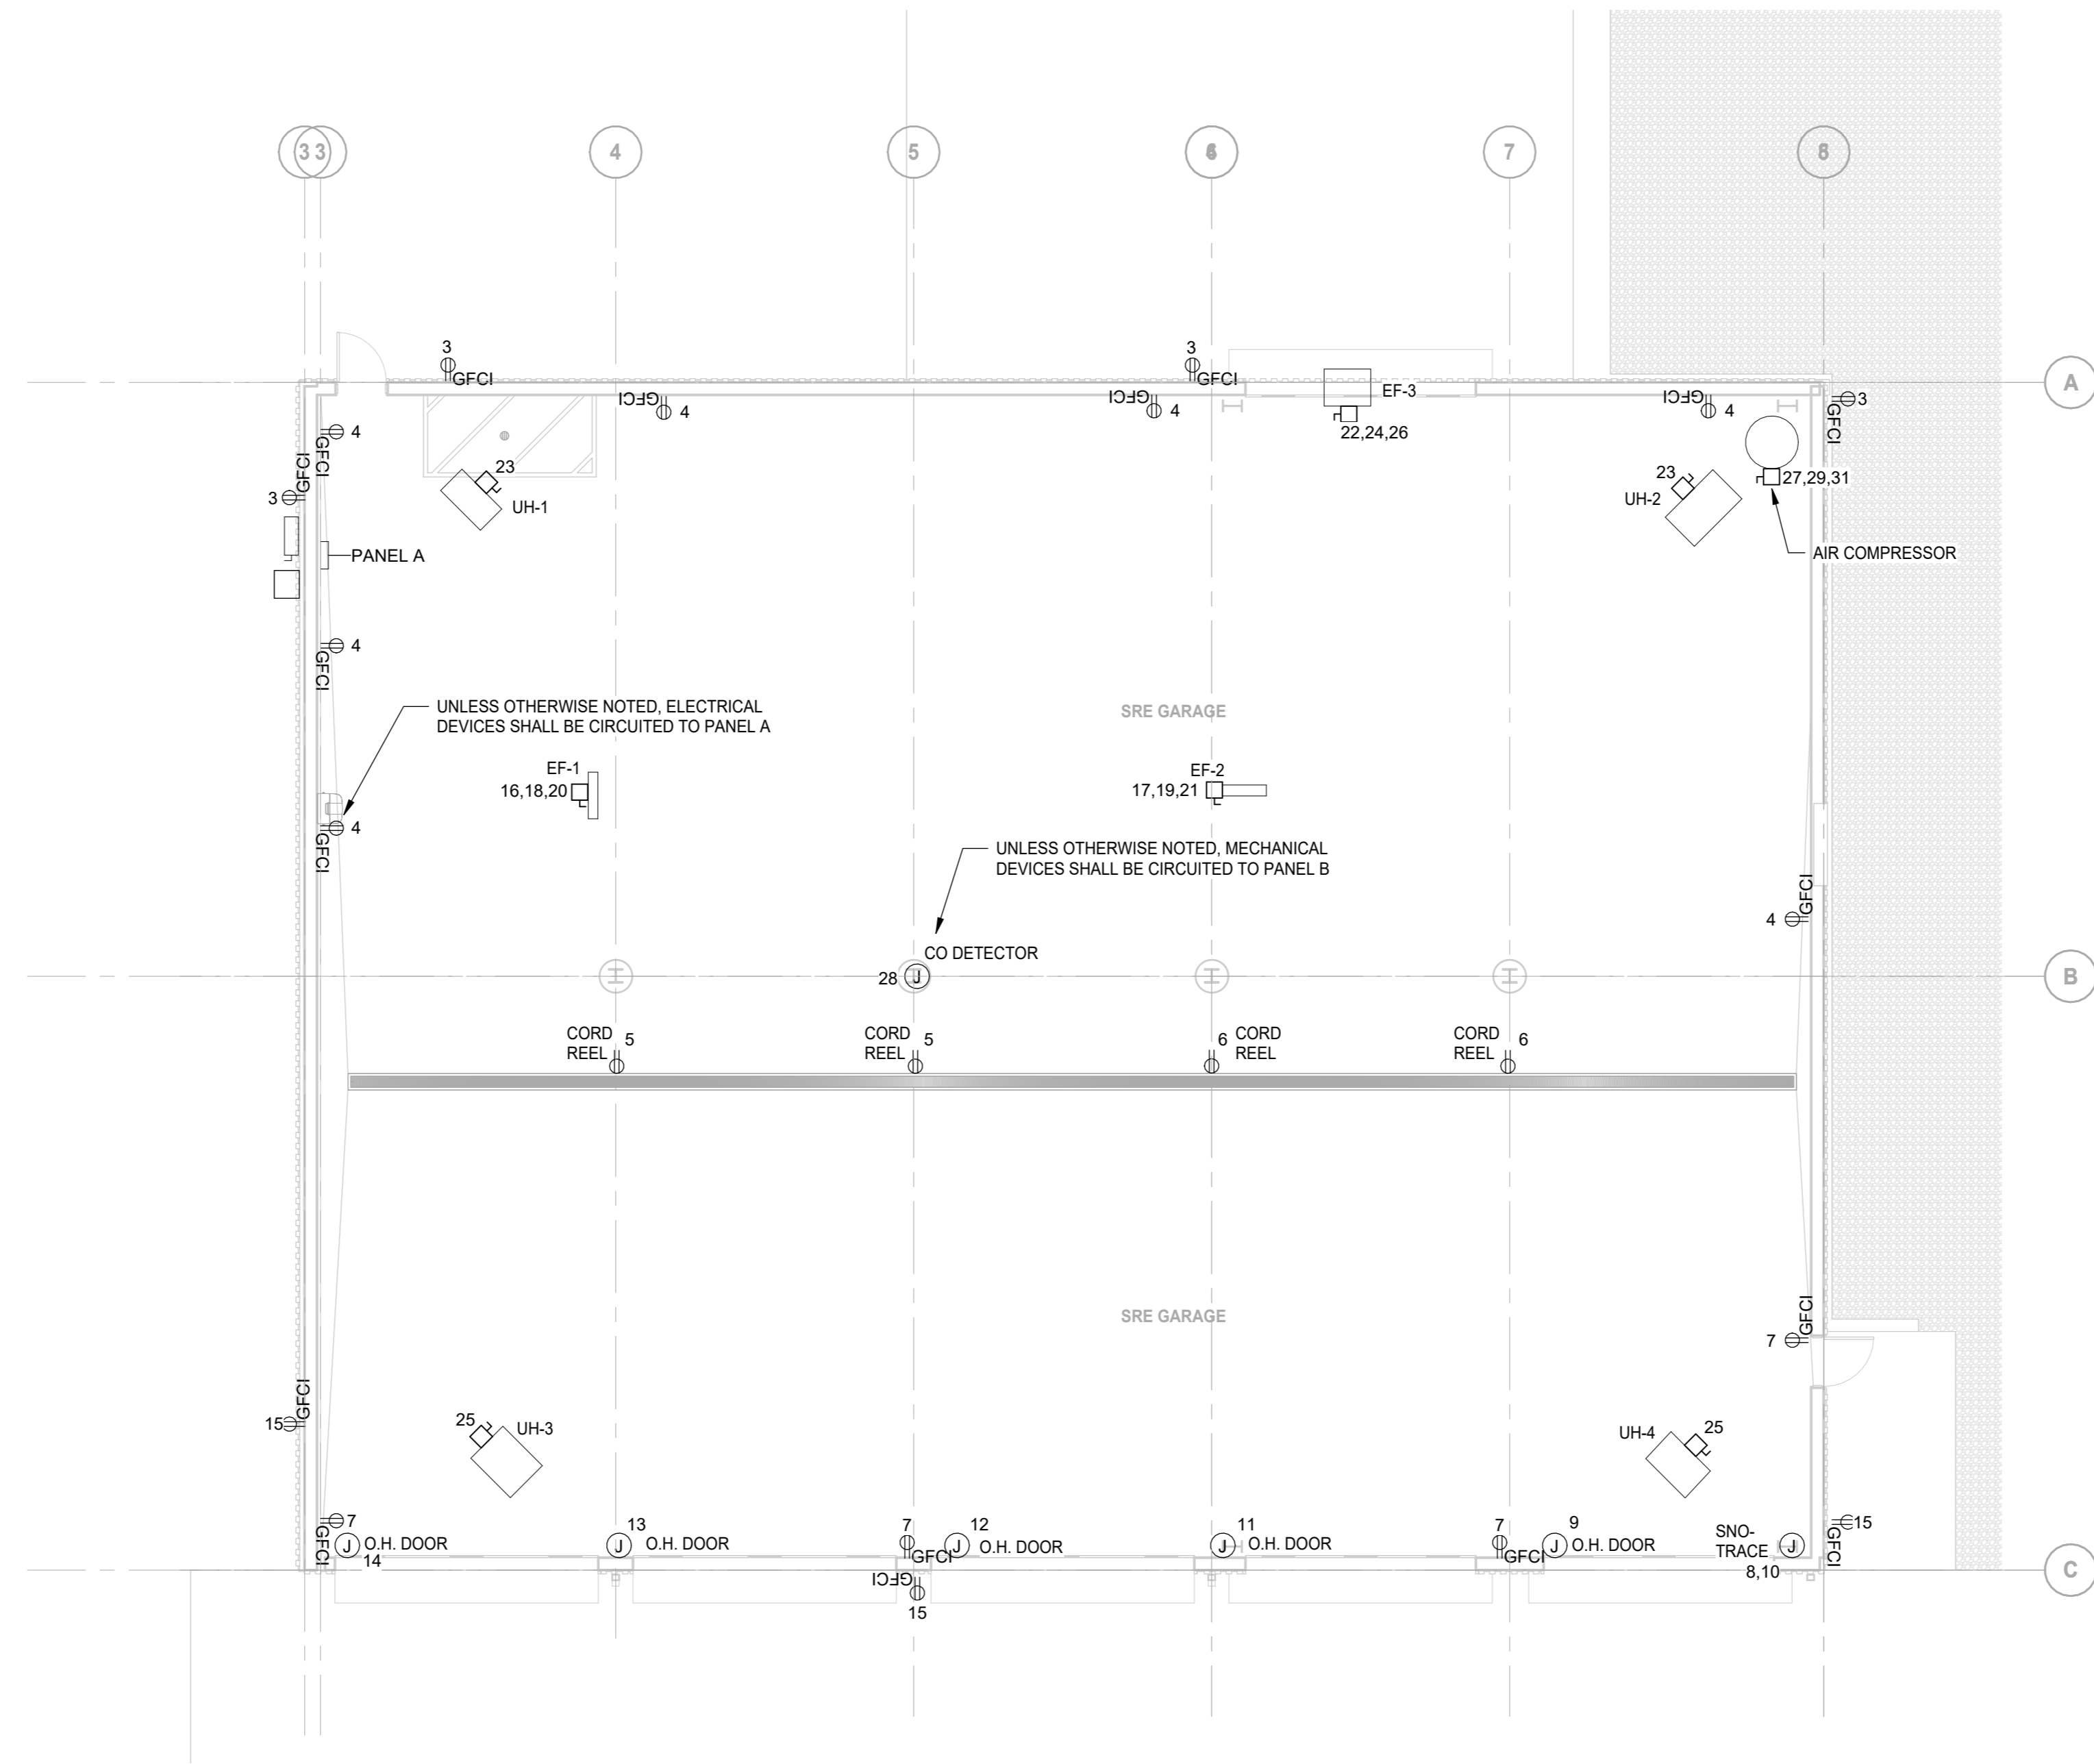 3 3 4 5 6 7
3
GFCI
3
GFCI
EF-3
22,24,26
A
GFCI 4
GFCI 4
GFCI 4
3
GFCI
4
GFCI
3
GFCI
23
UH-1
23
UH-2
27,29,31
AIR COMPRESSOR
PANEL A
4
GFCI
UNLESS OTHERWISE NOTED, ELECTRICAL
DEVICES SHALL BE CIRCUITED TO PANEL A
SRE GARAGE
EF-1
16,18,20
EF-2
17,19,21
4
GFCI
UNLESS OTHERWISE NOTED, MECHANICAL
DEVICES SHALL BE CIRCUITED TO PANEL B
GFCI
4
CO DETECTOR
28 J
B
CORD
REEL
5
CORD
REEL
5
6 CORD
REEL
CORD
REEL
6
SRE GARAGE
GFCI
7
GFCI
15
25
UH-3
UH-4
25
7
GFCI
J O.H. DOOR
14
13
J O.H. DOOR
7
GFCI
12
J O.H. DOOR
11
J O.H. DOOR
7
GFCI
9
J O.H. DOOR
SNO-
TRACE
8,10
J
15
GFCI
C
GFCI
15